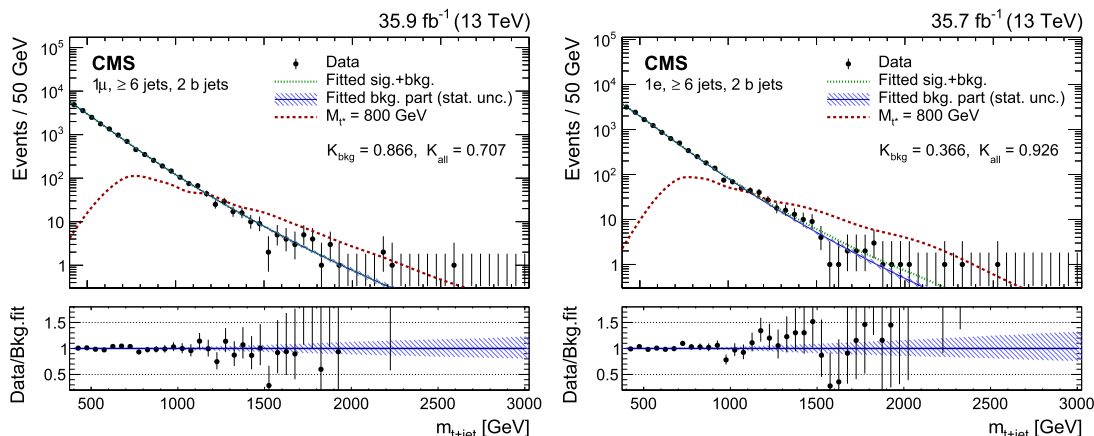 35.9 fb⁻¹ (13 TeV)
Events / 50 GeV
10⁵
10⁴
10³
10²
10
1
CMS
1μ, ≥ 6 jets, 2 b jets
Data
Fitted sig.+bkg.
Fitted bkg. part (stat. unc.)
M_t* = 800 GeV
K_bkg = 0.866, K_all = 0.707
Data/Bkg.fit
1.5
1
0.5
500 1000 1500 2000 2500 3000
m_t+jet [GeV]
35.7 fb⁻¹ (13 TeV)
Events / 50 GeV
10⁵
10⁴
10³
10²
10
1
CMS
1e, ≥ 6 jets, 2 b jets
Data
Fitted sig.+bkg.
Fitted bkg. part (stat. unc.)
M_t* = 800 GeV
K_bkg = 0.366, K_all = 0.926
Data/Bkg.fit
1.5
1
0.5
500 1000 1500 2000 2500 3000
m_t+jet [GeV]